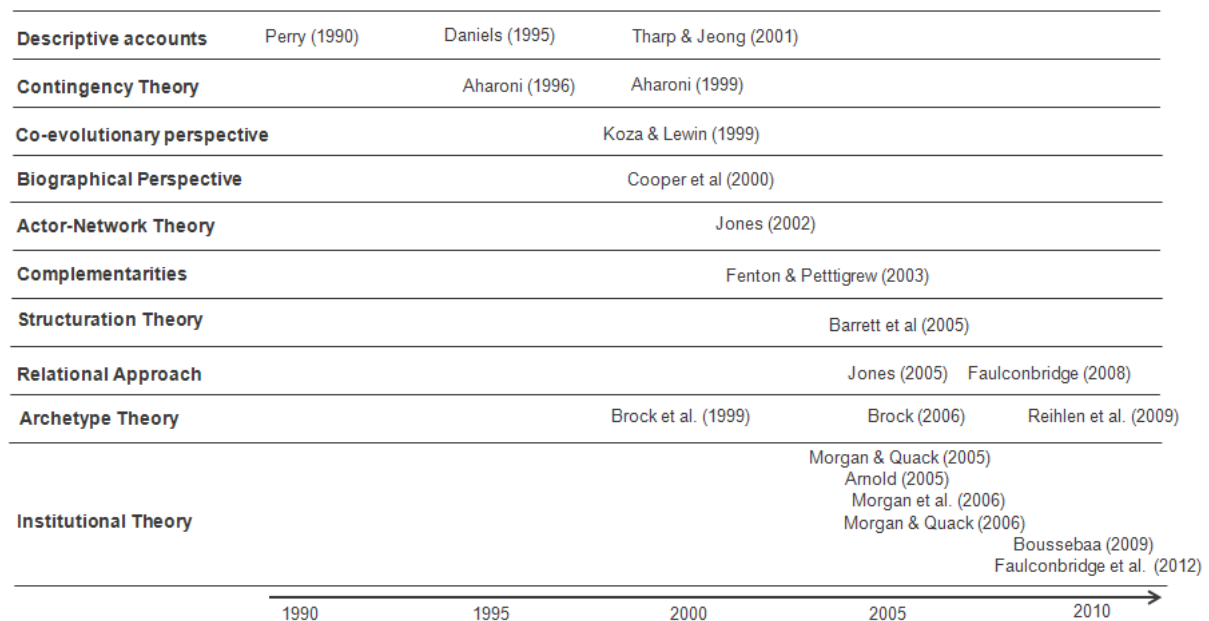 Descriptive accounts Perry (1990) Daniels (1995) Tharp & Jeong (2001)
Contingency Theory Aharoni (1996) Aharoni (1999)
Co-evolutionary perspective Koza & Lewin (1999)
Biographical Perspective Cooper et al (2000)
Actor-Network Theory Jones (2002)
Complementarities Fenton & Petttigrew (2003)
Structuration Theory Barrett et al (2005)
Relational Approach Jones (2005) Faulconbridge (2008)
Archetype Theory Brock et al. (1999) Brock (2006) Reihlen et al. (2009)
Morgan & Quack (2005)
Arnold (2005)
Morgan et al. (2006)
Institutional Theory Morgan & Quack (2006)
Boussebaa (2009)
Faulconbridge et al. (2012)
1990 1995 2000 2005 2010